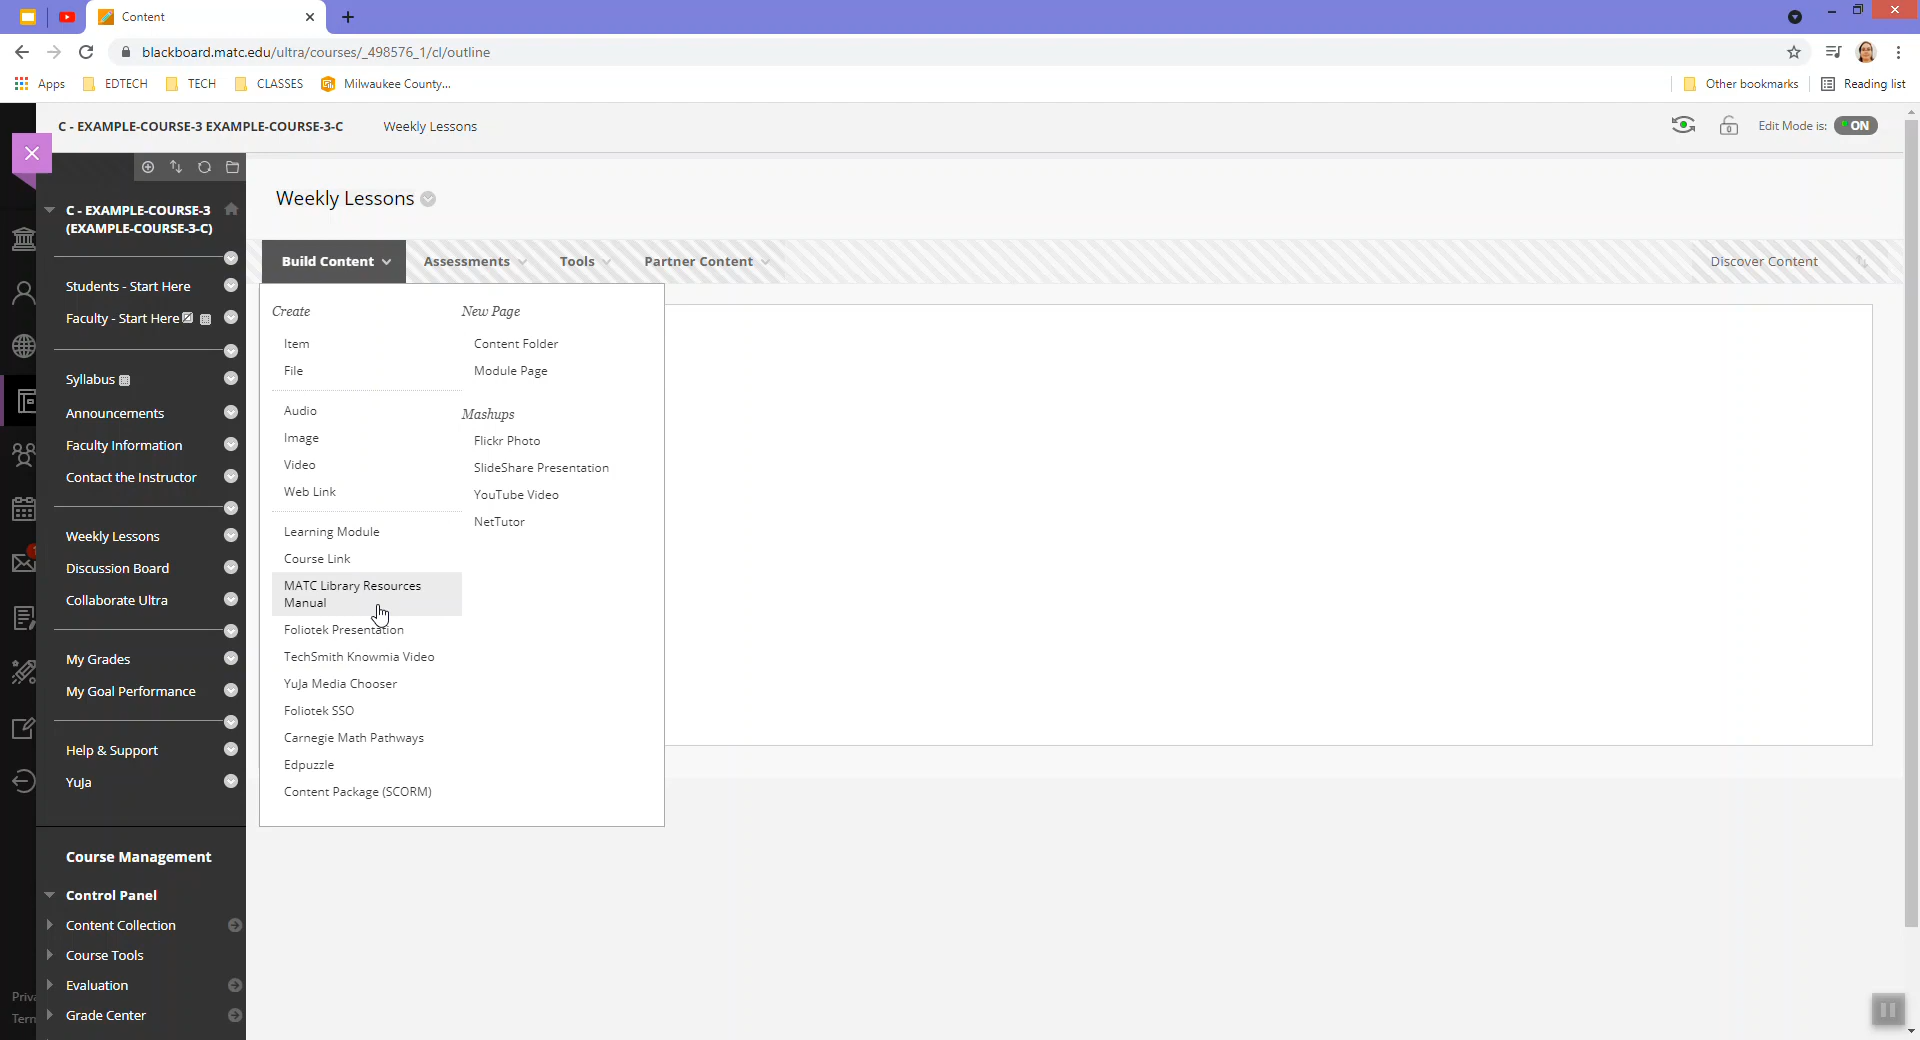 Content
blackboard.matc.edu/ultra/courses/_498576_1/cl/outline
Apps EDTECH TECH CLASSES Milwaukee County... Other bookmarks Reading list
C - EXAMPLE-COURSE-3 EXAMPLE-COURSE-3-C Weekly Lessons Edit Mode is: ON
C - EXAMPLE-COURSE-3
(EXAMPLE-COURSE-3-C)
Students - Start Here
Faculty - Start Here
Syllabus
Announcements
Faculty Information
Contact the Instructor
Weekly Lessons
Discussion Board
Collaborate Ultra
My Grades
My Goal Performance
Help & Support
YuJa
Course Management
Control Panel
Content Collection
Course Tools
Evaluation
Grade Center
Priva
Tern
Weekly Lessons
Build Content Assessments Tools Partner Content Discover Content
Create
Item
File
Audio
Image
Video
Web Link
Learning Module
Course Link
MATC Library Resources
Manual
Foliotek Presentation
TechSmith Knowmia Video
YuJa Media Chooser
Foliotek SSO
Carnegie Math Pathways
Edpuzzle
Content Package (SCORM)
New Page
Content Folder
Module Page
Mashups
Flickr Photo
SlideShare Presentation
YouTube Video
NetTutor